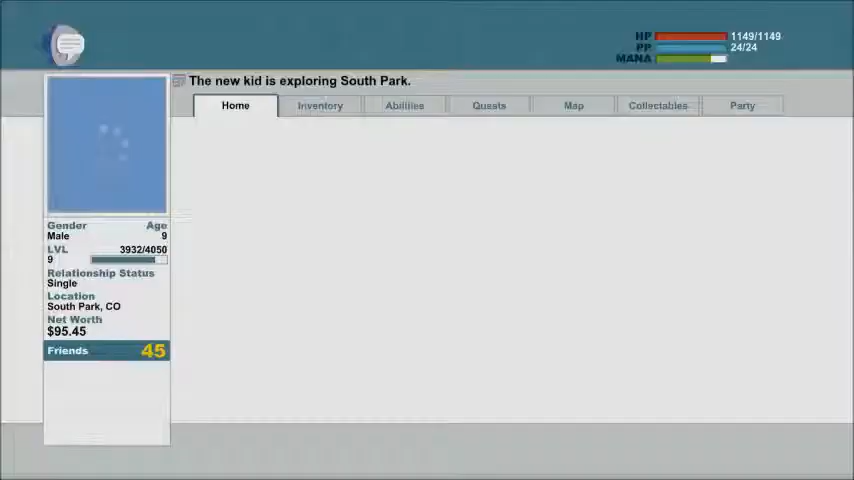 HP 1149/1149
PP 24/24
MANA
The new kid is exploring South Park.
Home Inventory Abilities Quests Map Collectables Party
Gender Age
Male 9
LVL 3932/4050
9
Relationship Status
Single
Location
South Park, CO
Net Worth
$95.45
Friends 45